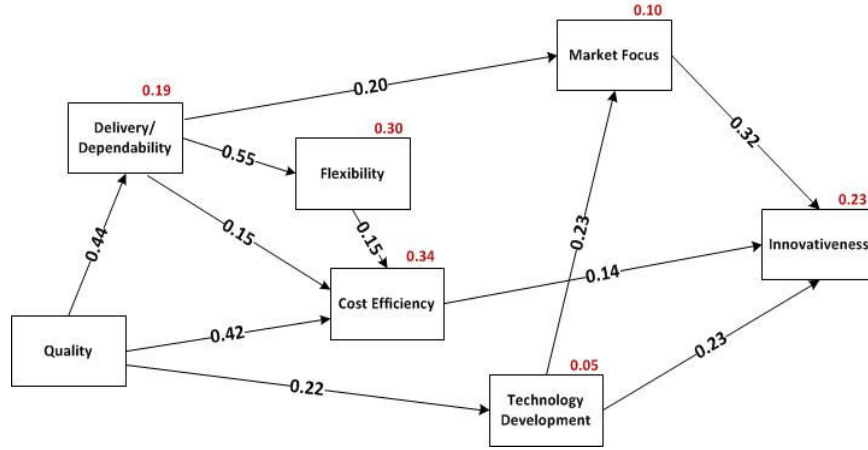 0.10
Market Focus
0.19
Delivery/
Dependability
0.20
0.30
Flexibility
0.55
0.32
0.23
Innovativeness
0.44
0.15
0.15
0.23
0.34
Cost Efficiency
0.14
Quality
0.42
0.22
0.05
Technology
Development
0.23